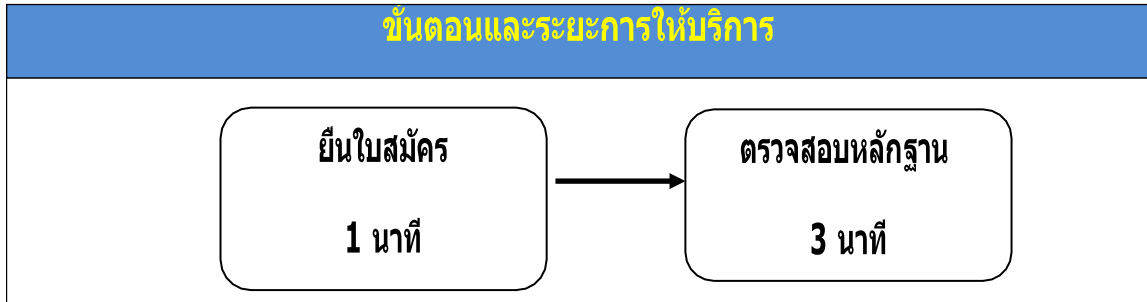 ขั้นตอนและระยะการให้บริการ
ยืนใบสมัคร
1 นาที
ตรวจสอบหลักฐาน
3 นาที